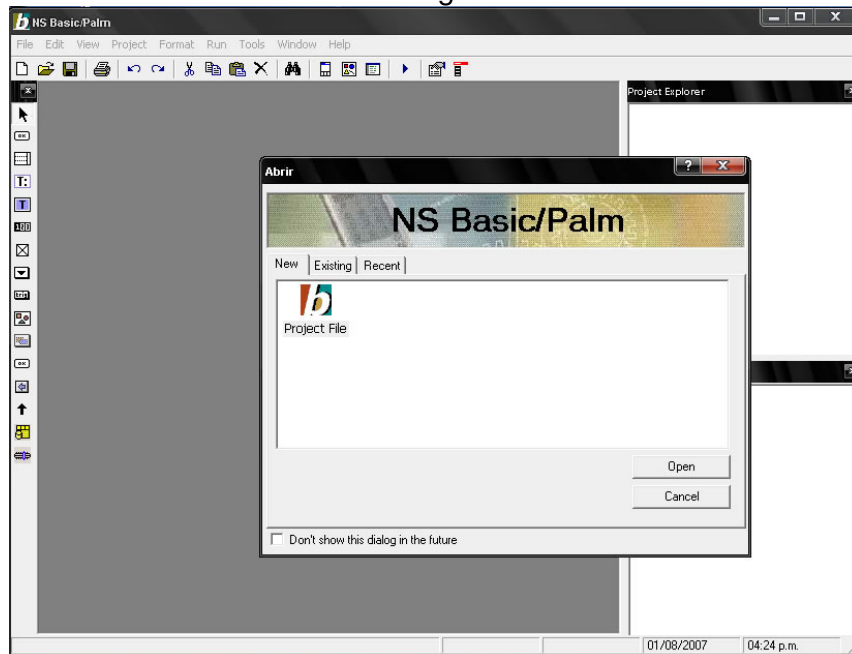 NS Basic/Palm
File Edit View Project Format Run Tools Window Help
Project Explorer
Abrir
NS Basic/Palm
New Existing Recent
Project File
Open
Cancel
Don't show this dialog in the future
01/08/2007 04:24 p.m.